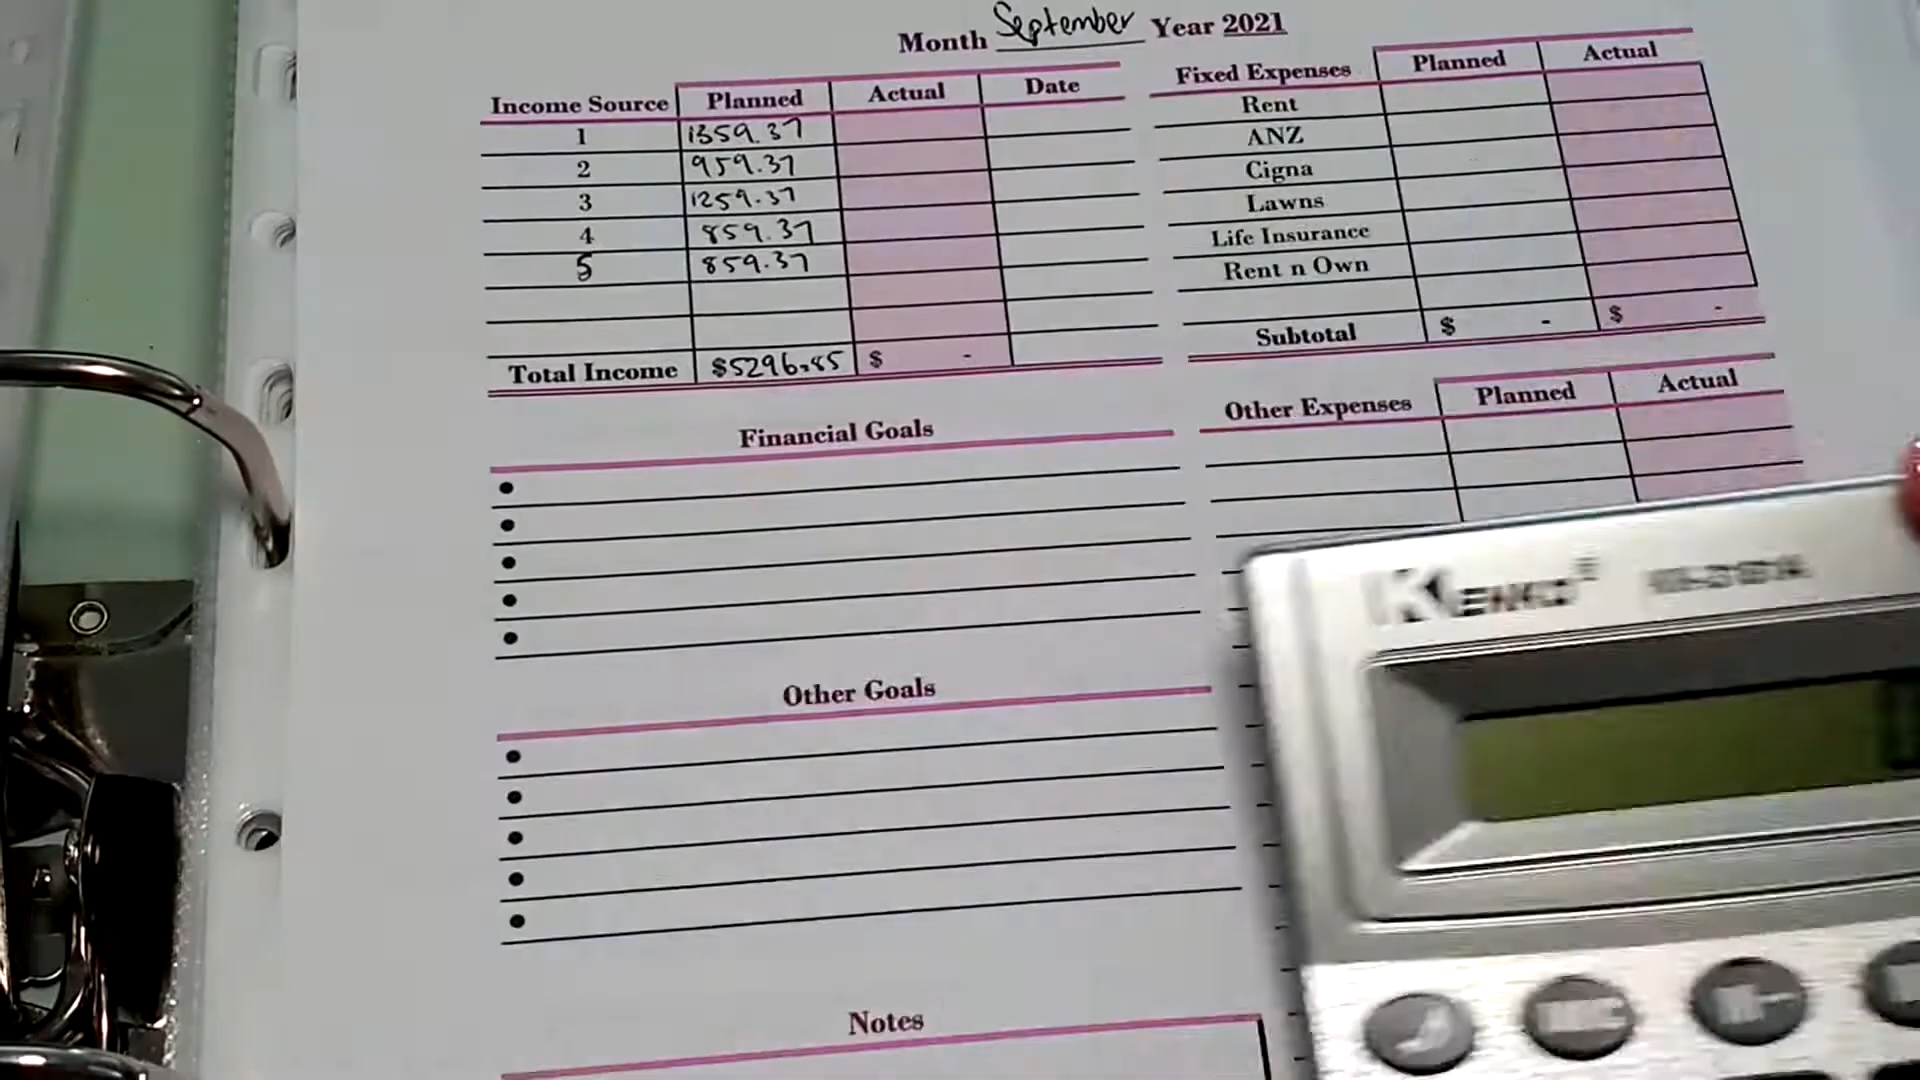 Month September Year 2021
Income Source Planned Actual Date
1 1359.37
2 959.37
3 1259.37
4 859.37
5 859.37
Total Income $5296.85 $ -
Financial Goals
Other Goals
Notes
Fixed Expenses Planned Actual
Rent
ANZ
Cigna
Lawns
Life Insurance
Rent n Own
Subtotal $ - $ -
Other Expenses Planned Actual
KENKO